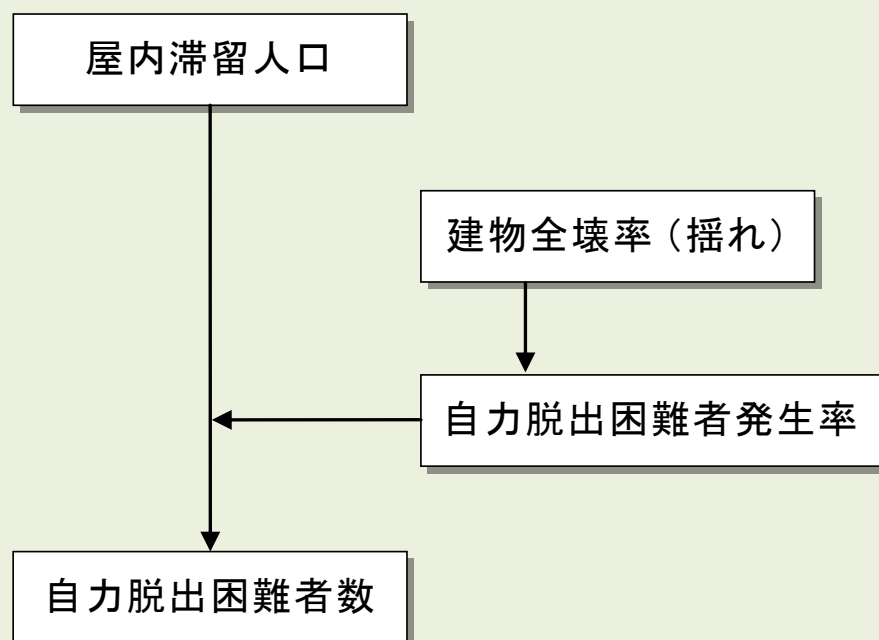 屋内滞留人口
建物全壊率（揺れ）
自力脱出困難者発生率
自力脱出困難者数